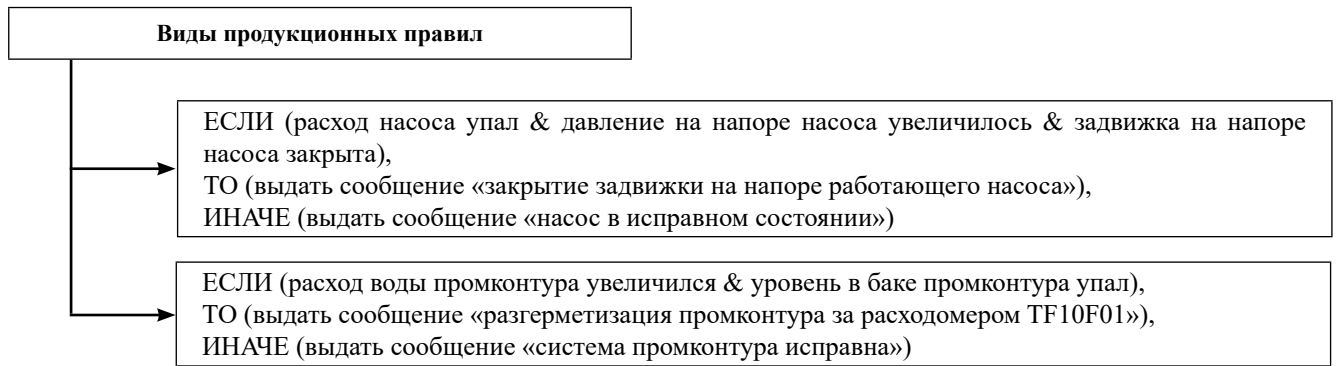 Виды продукционных правил
ЕСЛИ (расход насоса упал & давление на напоре насоса увеличилось & задвижка на напоре
насоса закрыта),
ТО (выдать сообщение «закрытие задвижки на напоре работающего насоса»),
ИНАЧЕ (выдать сообщение «насос в исправном состоянии»)
ЕСЛИ (расход воды промконтура увеличился & уровень в баке промконтура упал),
ТО (выдать сообщение «разгерметизация промконтура за расходомером TF10F01»),
ИНАЧЕ (выдать сообщение «система промконтура исправна»)